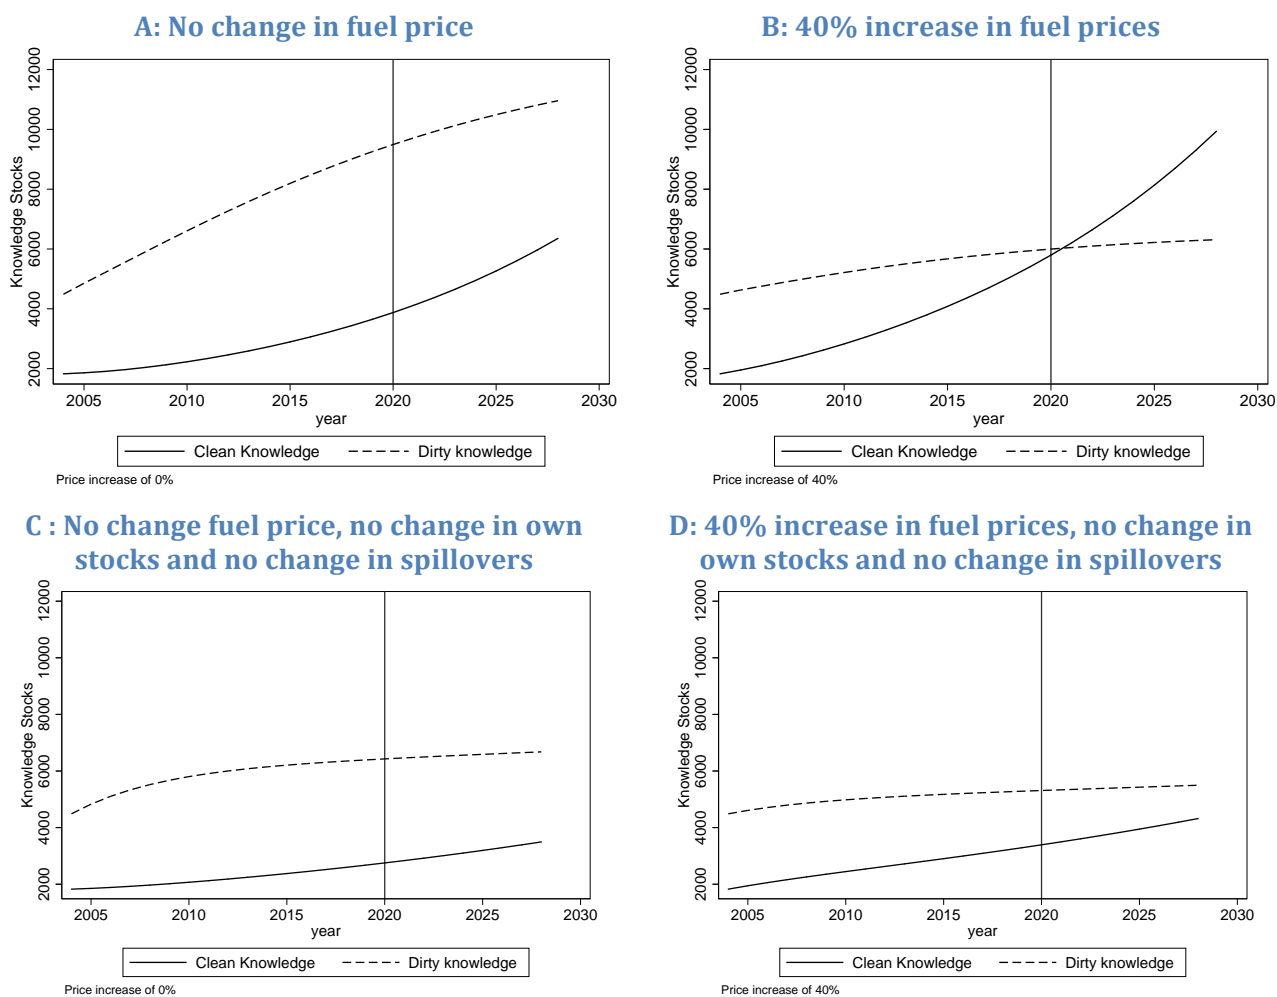 A: No change in fuel price
12000
10000
8000
6000
4000
2000
Knowledge Stocks
2005 2010 2015 2020 2025 2030
year
Clean Knowledge Dirty knowledge
Price increase of 0%
B: 40% increase in fuel prices
12000
10000
8000
6000
4000
2000
Knowledge Stocks
2005 2010 2015 2020 2025 2030
year
Clean Knowledge Dirty knowledge
Price increase of 40%
C : No change fuel price, no change in own
stocks and no change in spillovers
12000
10000
8000
6000
4000
2000
Knowledge Stocks
2005 2010 2015 2020 2025 2030
year
Clean Knowledge Dirty knowledge
Price increase of 0%
D: 40% increase in fuel prices, no change in
own stocks and no change in spillovers
12000
10000
8000
6000
4000
2000
Knowledge Stocks
2005 2010 2015 2020 2025 2030
year
Clean Knowledge Dirty knowledge
Price increase of 40%